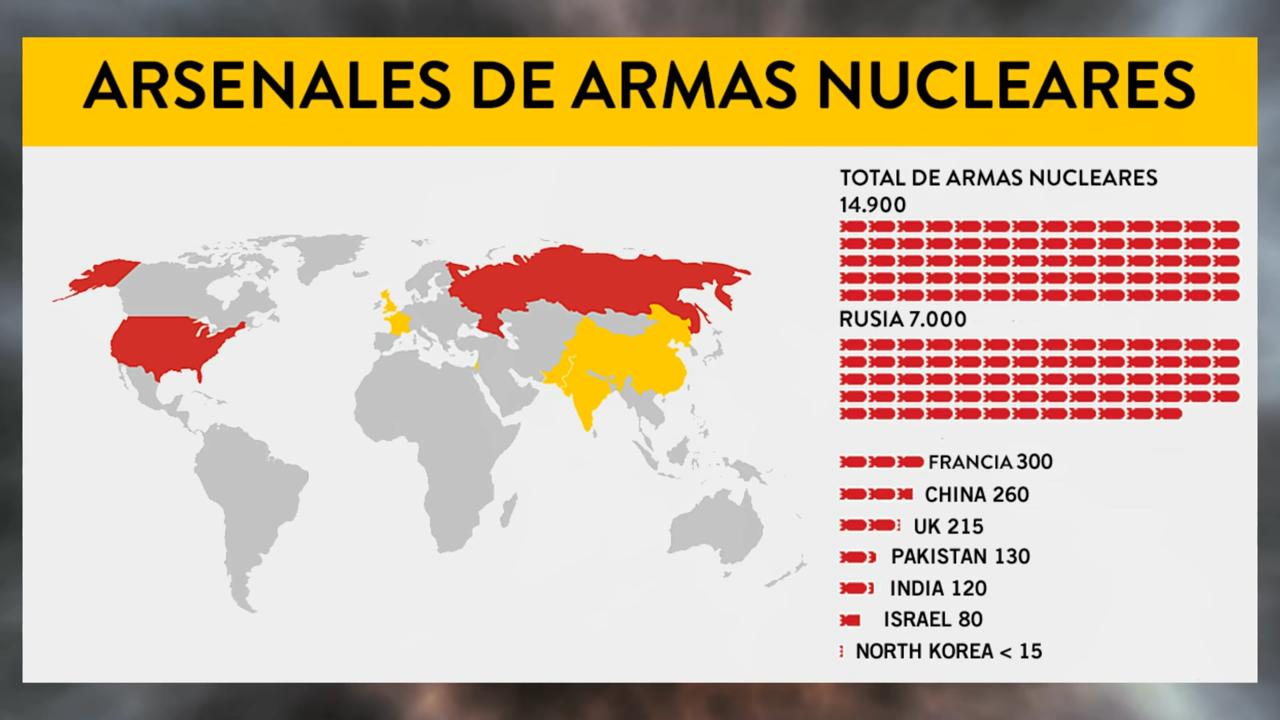 ARSENALES DE ARMAS NUCLEARES
TOTAL DE ARMAS NUCLEARES
14.900
RUSIA 7.000
FRANCIA 300
CHINA 260
UK 215
PAKISTAN 130
INDIA 120
ISRAEL 80
NORTH KOREA < 15